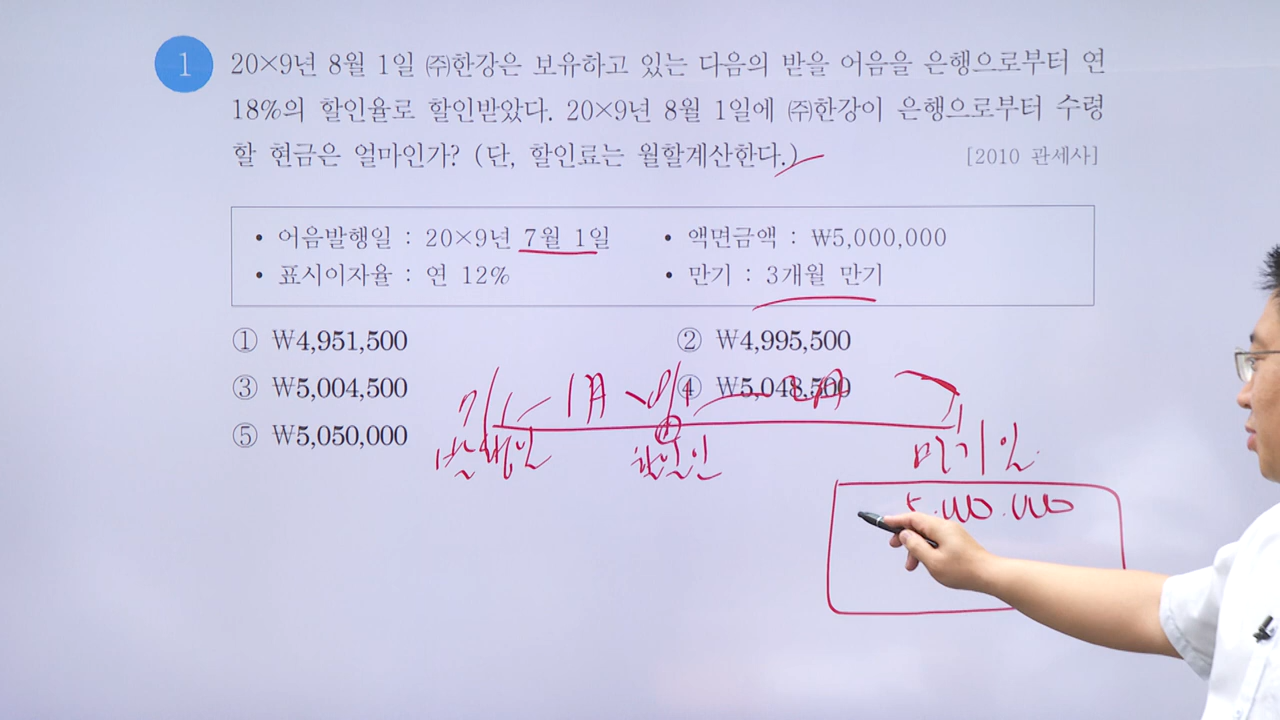 1
20×9년 8월 1일 ㈜한강은 보유하고 있는 다음의 받을 어음을 은행으로부터 연
18%의 할인율로 할인받았다. 20×9년 8월 1일에 ㈜한강이 은행으로부터 수령
할 현금은 얼마인가? (단, 할인료는 월할계산한다.)
[2010 관세사]
• 어음발행일 : 20×9년 7월 1일
• 액면금액 : ₩5,000,000
• 표시이자율 : 연 12%
• 만기 : 3개월 만기
① ₩4,951,500
② ₩4,995,500
③ ₩5,004,500
④ ₩5,048,500
⑤ ₩5,050,000
7/1 1月 8/1 2月
발행일 할인일 만기일
5.000.000